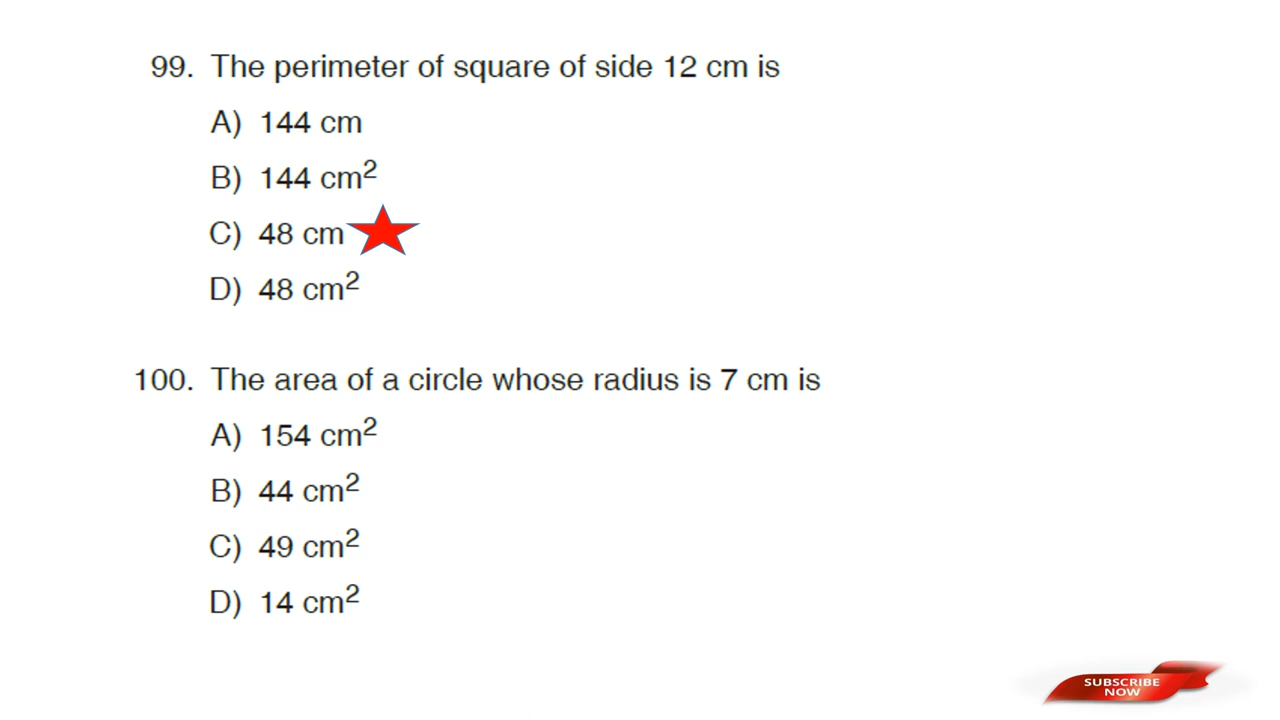 99. The perimeter of square of side 12 cm is
A) 144 cm
B) 144 cm²
C) 48 cm
D) 48 cm²
100. The area of a circle whose radius is 7 cm is
A) 154 cm²
B) 44 cm²
C) 49 cm²
D) 14 cm²
SUBSCRIBE
NOW